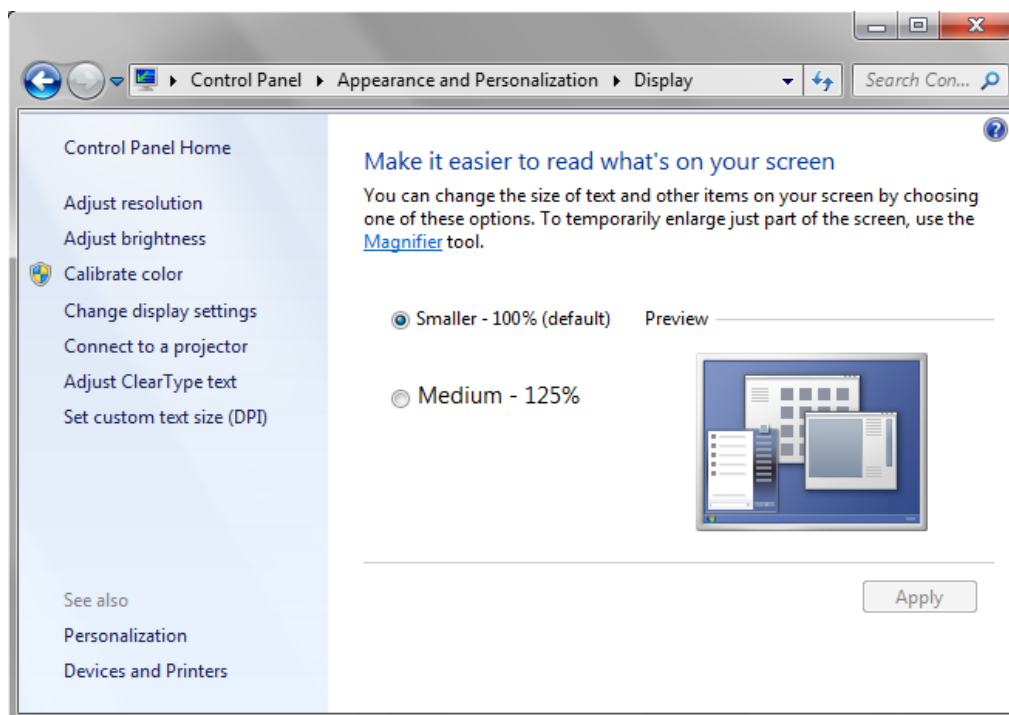 Control Panel ▸ Appearance and Personalization ▸ Display
Search Con...
Control Panel Home
Adjust resolution
Adjust brightness
Calibrate color
Change display settings
Connect to a projector
Adjust ClearType text
Set custom text size (DPI)
See also
Personalization
Devices and Printers
Make it easier to read what's on your screen
You can change the size of text and other items on your screen by choosing
one of these options. To temporarily enlarge just part of the screen, use the
Magnifier tool.
Smaller - 100% (default)
Preview
Medium - 125%
Apply